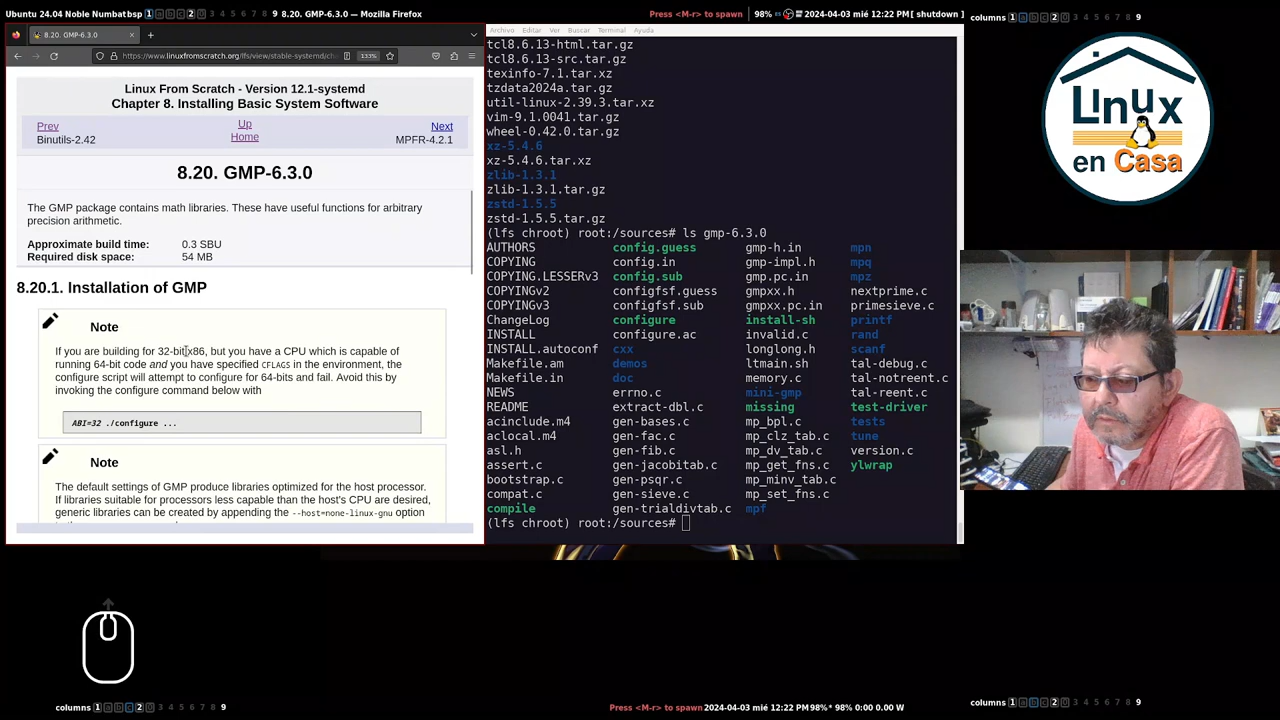 Ubuntu 24.04 Noble Numbat bsp 1 a b c 2 0 3 4 5 6 7 8 9 8.20. GMP-6.3.0 — Mozilla Firefox
Press <M-r> to spawn 98% 2024-04-03 mié 12:22 PM [ shutdown ]
columns 1 a b c 2 0 3 4 5 6 7 8 9
8.20. GMP-6.3.0
https://www.linuxfromscratch.org/lfs/view/stable-systemd/ch 133%
Linux From Scratch - Version 12.1-systemd
Chapter 8. Installing Basic System Software
Prev Up Next
Binutils-2.42 Home MPFR-4.2.1
8.20. GMP-6.3.0
The GMP package contains math libraries. These have useful functions for arbitrary
precision arithmetic.
Approximate build time: 0.3 SBU
Required disk space: 54 MB
8.20.1. Installation of GMP
Note
If you are building for 32-bit x86, but you have a CPU which is capable of
running 64-bit code and you have specified CFLAGS in the environment, the
configure script will attempt to configure for 64-bits and fail. Avoid this by
invoking the configure command below with
ABI=32 ./configure ...
Note
The default settings of GMP produce libraries optimized for the host processor.
If libraries suitable for processors less capable than the host's CPU are desired,
generic libraries can be created by appending the --host=none-linux-gnu option
Archivo Editar Ver Buscar Terminal Ayuda
tcl8.6.13-html.tar.gz
tcl8.6.13-src.tar.gz
texinfo-7.1.tar.xz
tzdata2024a.tar.gz
util-linux-2.39.3.tar.xz
vim-9.1.0041.tar.gz
wheel-0.42.0.tar.gz
xz-5.4.6
xz-5.4.6.tar.xz
zlib-1.3.1
zlib-1.3.1.tar.gz
zstd-1.5.5
zstd-1.5.5.tar.gz
(lfs chroot) root:/sources# ls gmp-6.3.0
AUTHORS config.guess gmp-h.in mpn
COPYING config.in gmp-impl.h mpq
COPYING.LESSERv3 config.sub gmp.pc.in mpz
COPYINGv2 configfsf.guess gmpxx.h nextprime.c
COPYINGv3 configfsf.sub gmpxx.pc.in primesieve.c
ChangeLog configure install-sh printf
INSTALL configure.ac invalid.c rand
INSTALL.autoconf cxx longlong.h scanf
Makefile.am demos ltmain.sh tal-debug.c
Makefile.in doc memory.c tal-notreent.c
NEWS errno.c mini-gmp tal-reent.c
README extract-dbl.c missing test-driver
acinclude.m4 gen-bases.c mp_bpl.c tests
aclocal.m4 gen-fac.c mp_clz_tab.c tune
asl.h gen-fib.c mp_dv_tab.c version.c
assert.c gen-jacobitab.c mp_get_fns.c ylwrap
bootstrap.c gen-psqr.c mp_minv_tab.c
compat.c gen-sieve.c mp_set_fns.c
compile gen-trialdivtab.c mpf
(lfs chroot) root:/sources#
Linux
en Casa
columns 1 a b c 2 0 3 4 5 6 7 8 9
Press <M-r> to spawn 2024-04-03 mié 12:22 PM 98%* 98% 0:00 0.00 W
columns 1 a b c 2 0 3 4 5 6 7 8 9